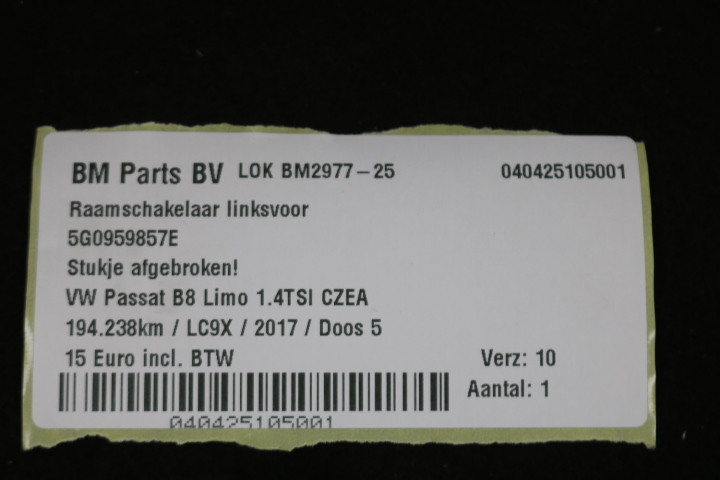 BM Parts BV LOK BM2977-25 040425105001
Raamschakelaar linksvoor
5G0959857E
Stukje afgebroken!
VW Passat B8 Limo 1.4TSI CZEA
194.238km / LC9X / 2017 / Doos 5
15 Euro incl. BTW Verz: 10
Aantal: 1
040425105001